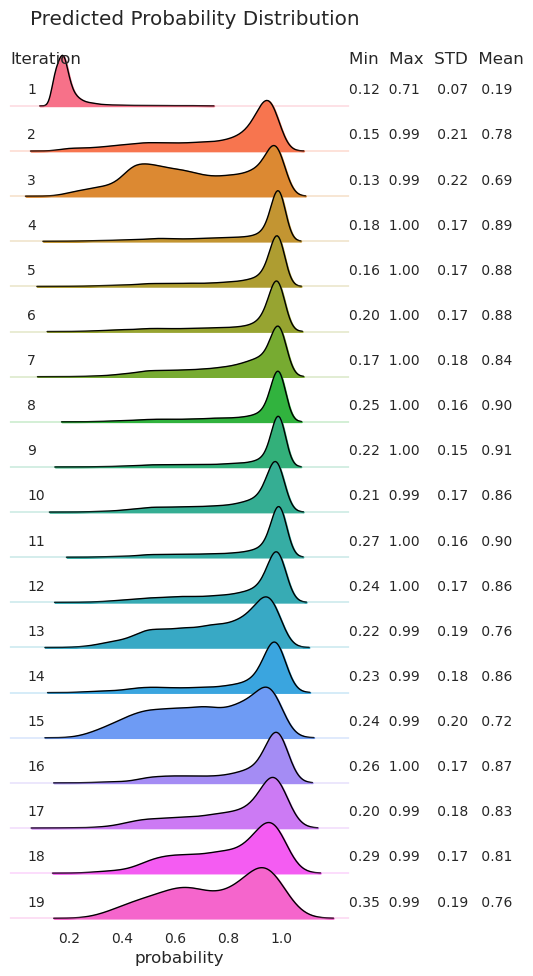 Predicted Probability Distribution
Iteration Min Max STD Mean
1 0.12 0.71 0.07 0.19
2 0.15 0.99 0.21 0.78
3 0.13 0.99 0.22 0.69
4 0.18 1.00 0.17 0.89
5 0.16 1.00 0.17 0.88
6 0.20 1.00 0.17 0.88
7 0.17 1.00 0.18 0.84
8 0.25 1.00 0.16 0.90
9 0.22 1.00 0.15 0.91
10 0.21 0.99 0.17 0.86
11 0.27 1.00 0.16 0.90
12 0.24 1.00 0.17 0.86
13 0.22 0.99 0.19 0.76
14 0.23 0.99 0.18 0.86
15 0.24 0.99 0.20 0.72
16 0.26 1.00 0.17 0.87
17 0.20 0.99 0.18 0.83
18 0.29 0.99 0.17 0.81
19 0.35 0.99 0.19 0.76
0.2 0.4 0.6 0.8 1.0
probability